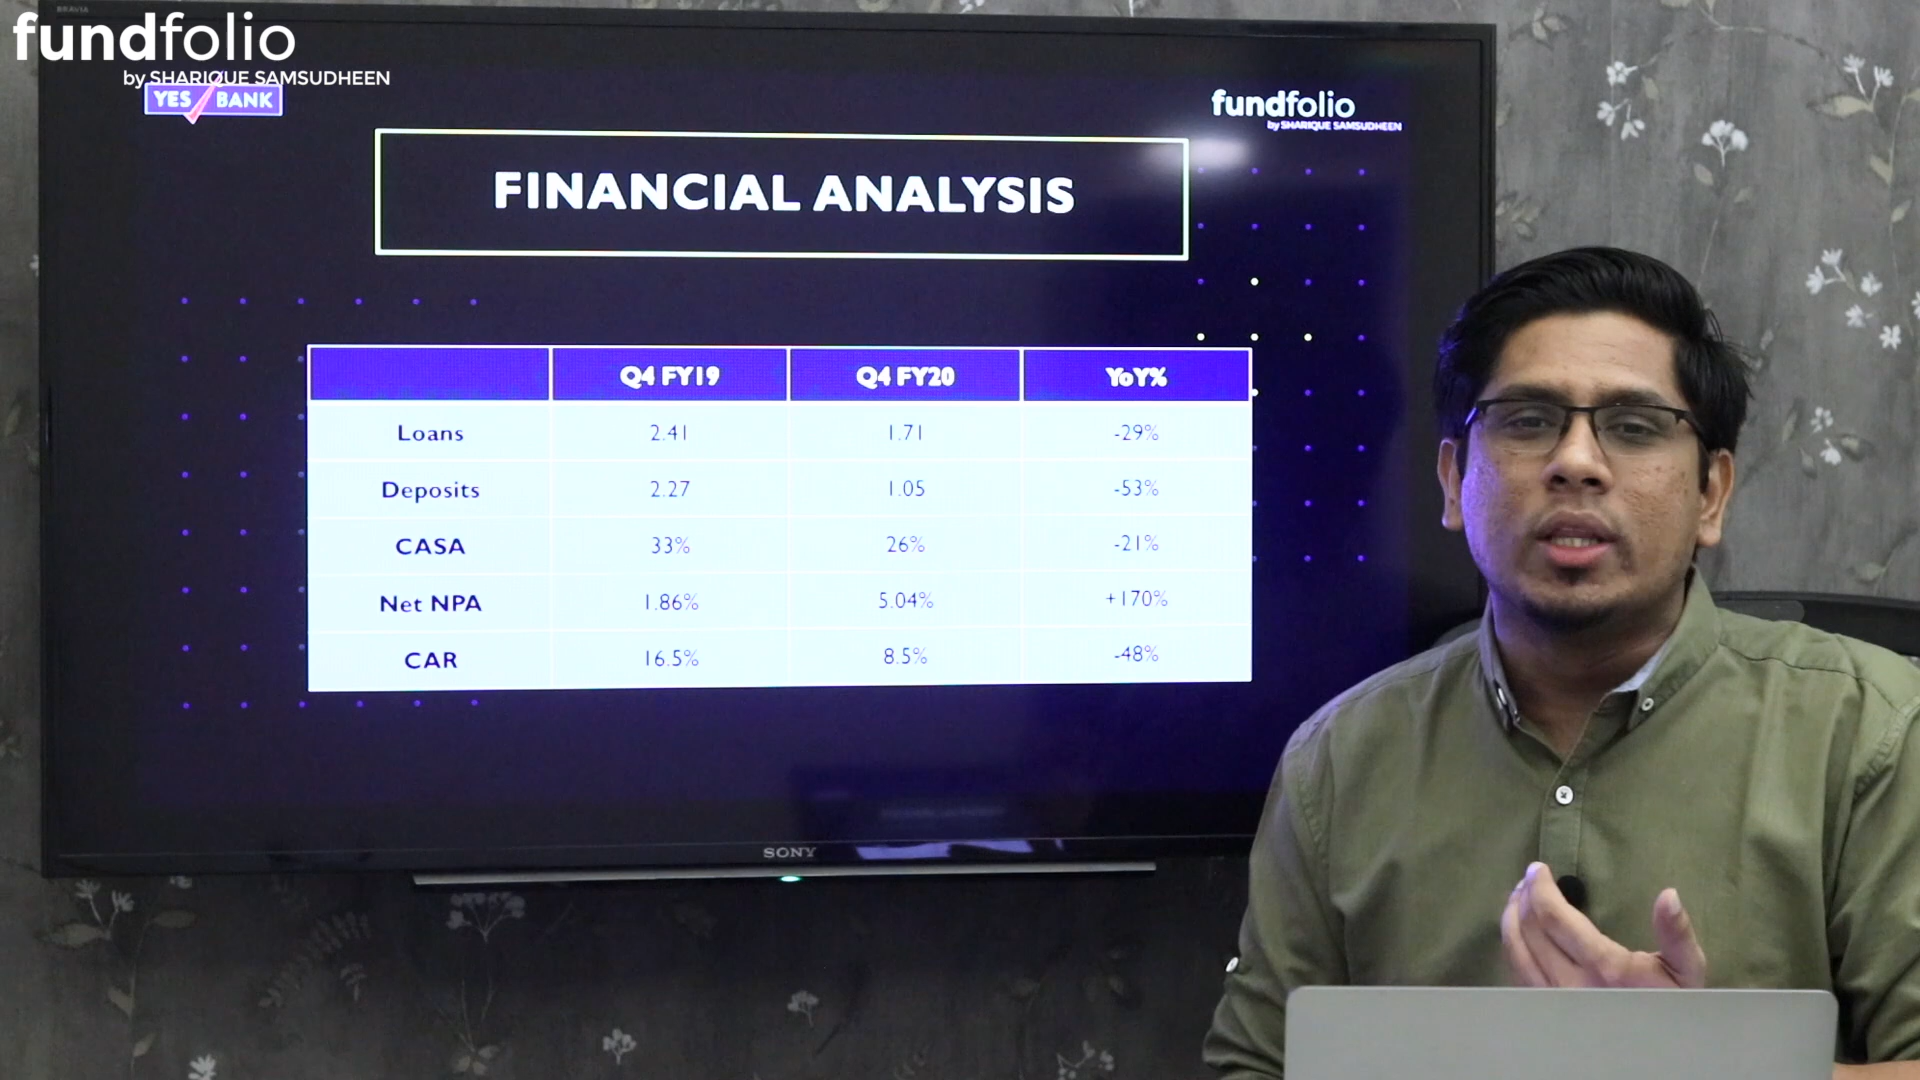 BRAVIA
fundfolio
by SHARIQUE SAMSUDHEEN
YES BANK
fundfolio
by SHARIQUE SAMSUDHEEN
FINANCIAL ANALYSIS
Q4 FY19 Q4 FY20 YoY%
Loans 2.41 1.71 -29%
Deposits 2.27 1.05 -53%
CASA 33% 26% -21%
Net NPA 1.86% 5.04% +170%
CAR 16.5% 8.5% -48%
SONY